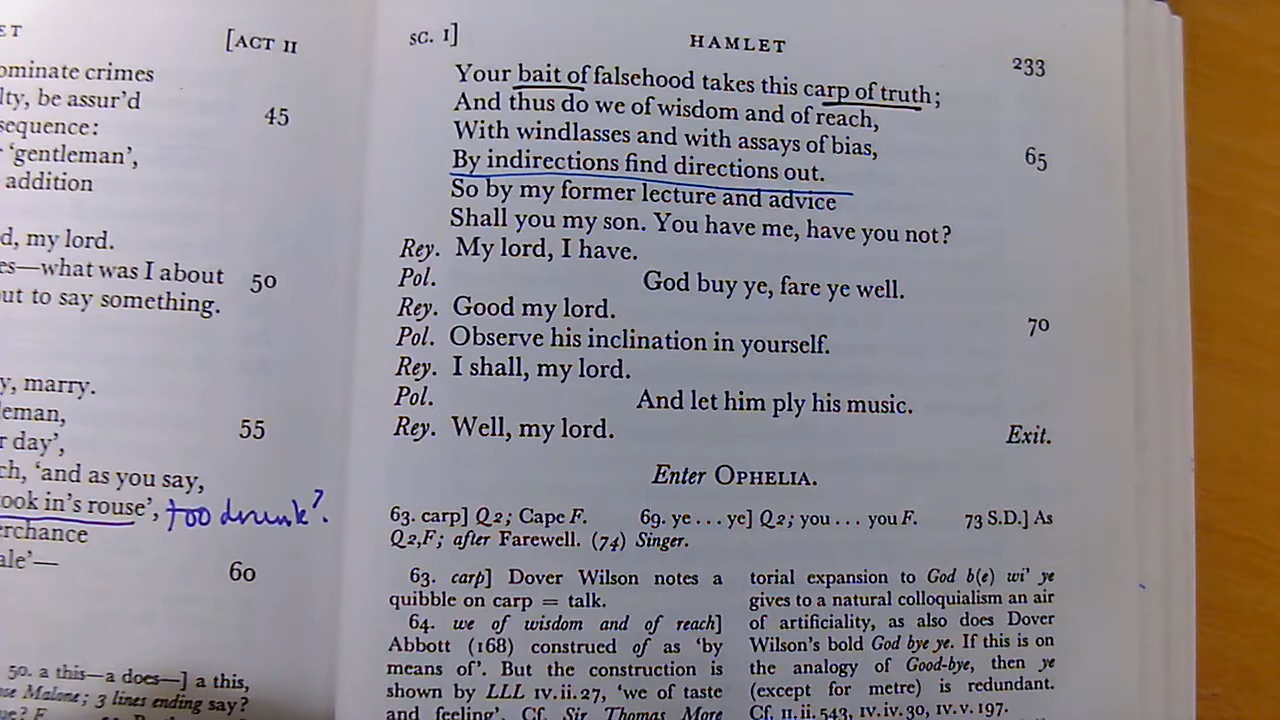 ET [ACT II
ominate crimes
lty, be assur'd 45
sequence:
'gentleman',
addition
d, my lord.
es—what was I about 50
ut to say something.
y, marry.
leman, 55
r day',
ch, 'and as you say,
ook in's rouse', too drunk?
erchance
ale'— 60
50. a this—a does—] a this,
Malone; 3 lines ending say?
SC. I] HAMLET 233
Your bait of falsehood takes this carp of truth;
And thus do we of wisdom and of reach,
With windlasses and with assays of bias, 65
By indirections find directions out.
So by my former lecture and advice
Shall you my son. You have me, have you not?
Rey. My lord, I have.
Pol. God buy ye, fare ye well.
Rey. Good my lord. 70
Pol. Observe his inclination in yourself.
Rey. I shall, my lord.
Pol. And let him ply his music.
Rey. Well, my lord. Exit.
Enter OPHELIA.
63. carp] Q2; Cape F. 69. ye . . . ye] Q2; you . . . you F. 73 S.D.] As
Q2,F; after Farewell. (74) Singer.
63. carp] Dover Wilson notes a
quibble on carp = talk.
64. we of wisdom and of reach]
Abbott (168) construed of as 'by
means of'. But the construction is
shown by LLL IV.ii.27, 'we of taste
and feeling'. Cf. Sir Thomas More
torial expansion to God b(e) wi' ye
gives to a natural colloquialism an air
of artificiality, as also does Dover
Wilson's bold God bye ye. If this is on
the analogy of Good-bye, then ye
(except for metre) is redundant.
Cf. II.ii.543, IV.iv.30, IV.v.197.